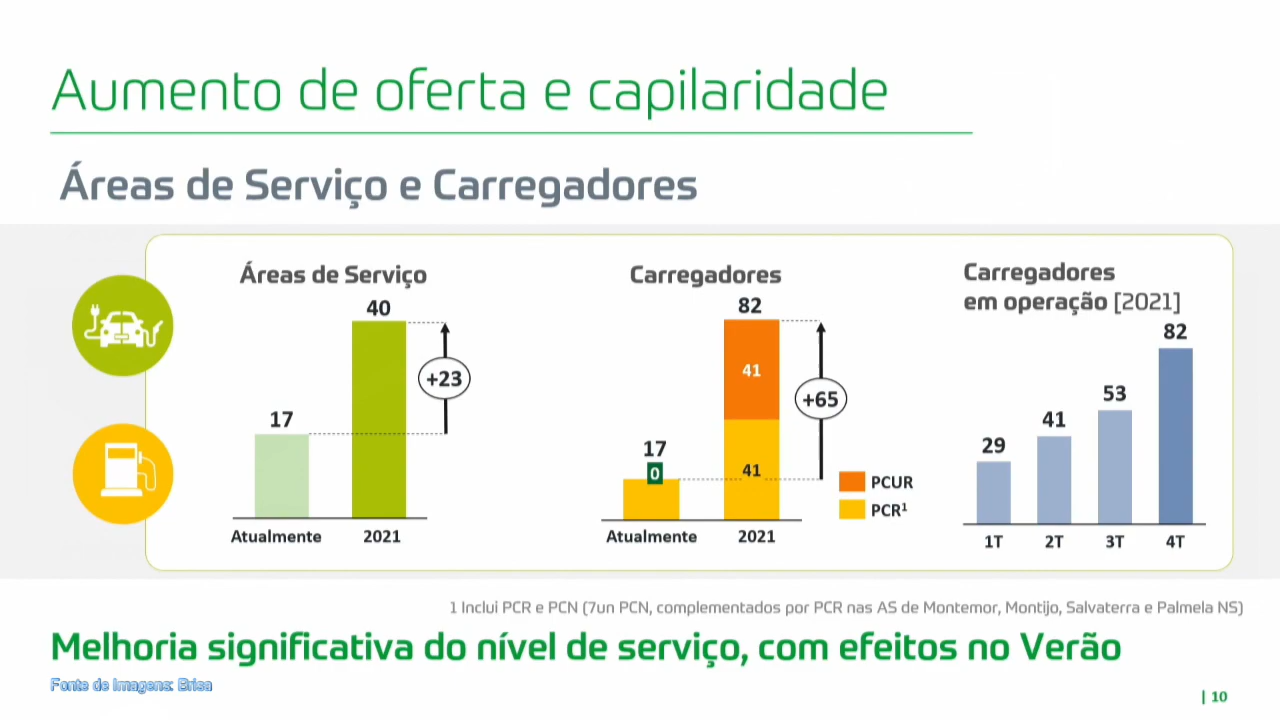 Aumento de oferta e capilaridade
Áreas de Serviço e Carregadores
Áreas de Serviço
40
+23
17
Atualmente 2021
Carregadores
82
41
+65
17
0
41
PCUR
PCR¹
Atualmente 2021
Carregadores
em operação [2021]
82
53
41
29
1T 2T 3T 4T
1 Inclui PCR e PCN (7un PCN, complementados por PCR nas AS de Montemor, Montijo, Salvaterra e Palmela NS)
Melhoria significativa do nível de serviço, com efeitos no Verão
Fonte de Imagens: Brisa
| 10